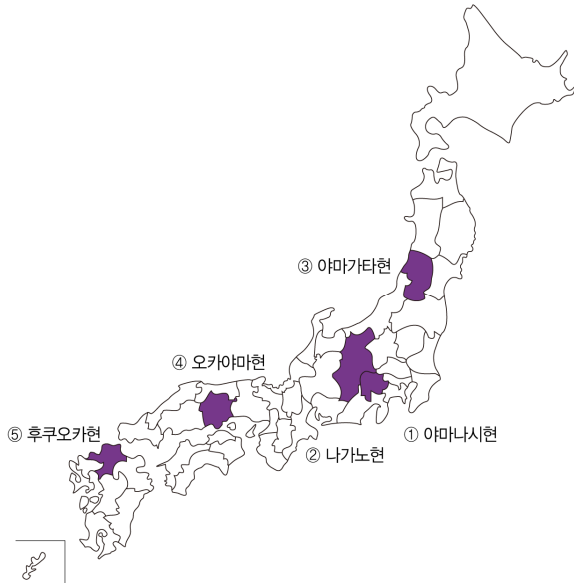 ③ 야마가타현
④ 오카야마현
⑤ 후쿠오카현
① 야마나시현
② 나가노현